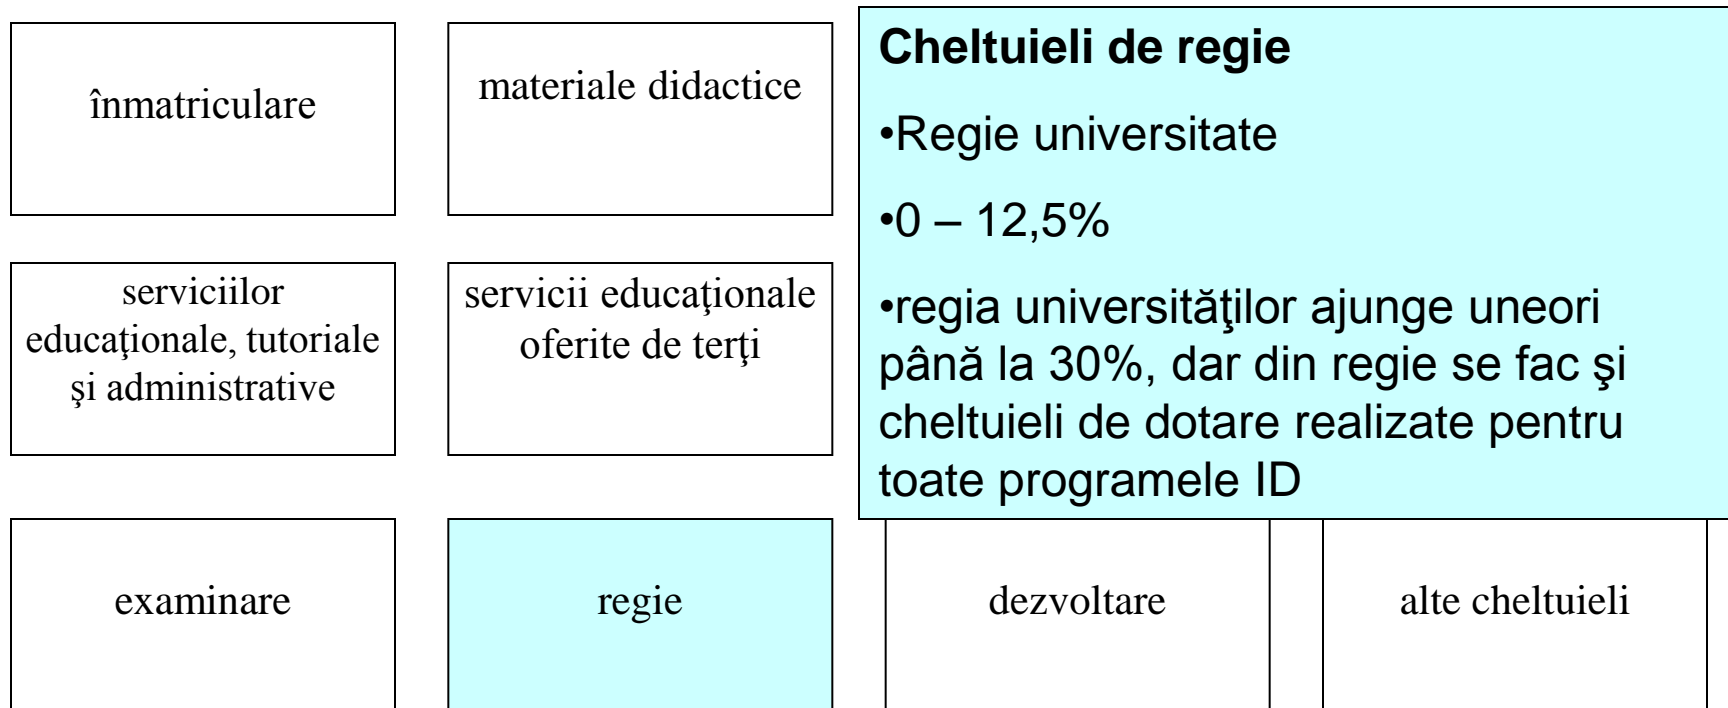 înmatriculare
materiale didactice
Cheltuieli de regie
•Regie universitate
•0 – 12,5%
•regia universităţilor ajunge uneori
până la 30%, dar din regie se fac şi
cheltuieli de dotare realizate pentru
toate programele ID
serviciilor
educaţionale, tutoriale
şi administrative
servicii educaţionale
oferite de terţi
examinare
regie
dezvoltare
alte cheltuieli